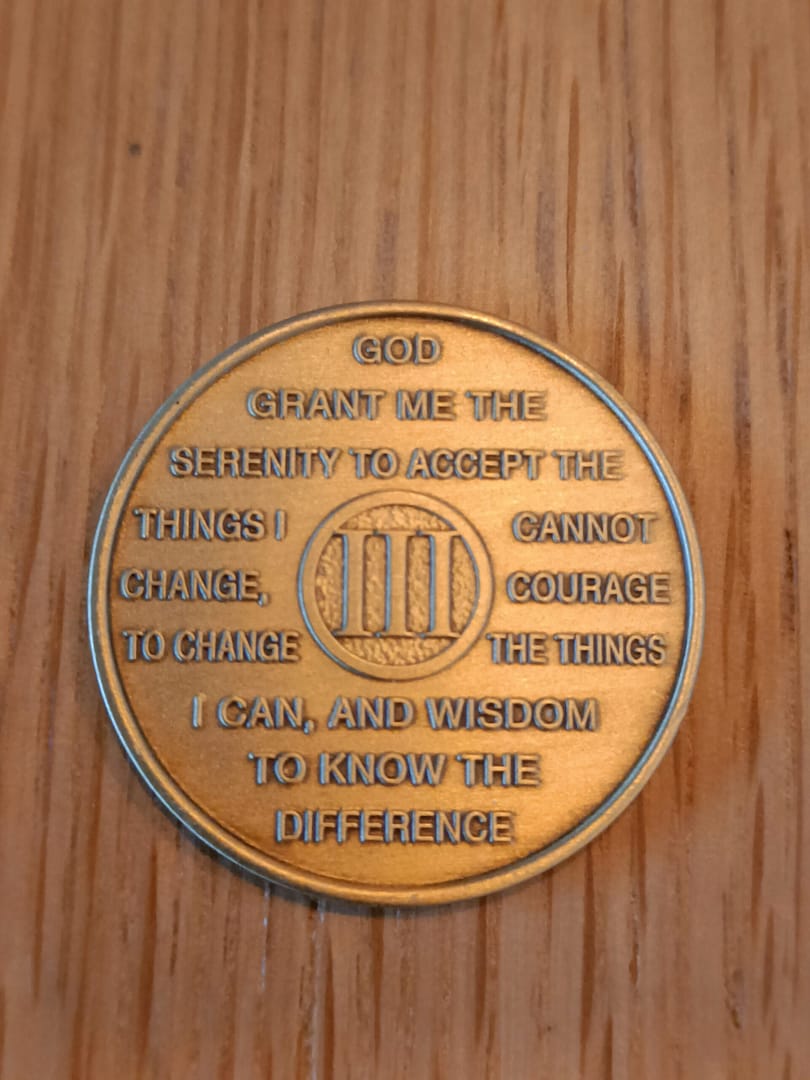 GOD
GRANT ME THE
SERENITY TO ACCEPT THE
THINGS I CANNOT
CHANGE, III COURAGE
TO CHANGE THE THINGS
I CAN, AND WISDOM
TO KNOW THE
DIFFERENCE